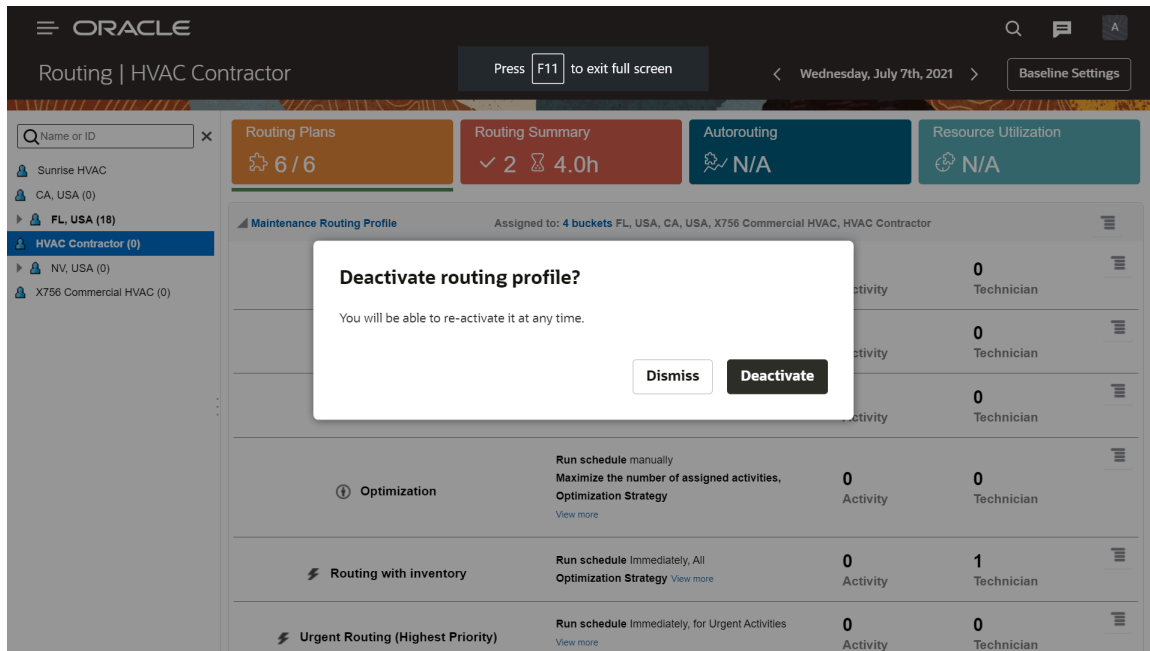 ORACLE
A
Routing | HVAC Contractor
Press F11 to exit full screen
Wednesday, July 7th, 2021
Baseline Settings
Name or ID
Sunrise HVAC
CA, USA (0)
FL, USA (18)
HVAC Contractor (0)
NV, USA (0)
X756 Commercial HVAC (0)
Routing Plans
6 / 6
Routing Summary
2 4.0h
Autorouting
N/A
Resource Utilization
N/A
Maintenance Routing Profile
Assigned to: 4 buckets FL, USA, CA, USA, X756 Commercial HVAC, HVAC Contractor
Deactivate routing profile?
You will be able to re-activate it at any time.
Dismiss
Deactivate
0
Technician
0
Technician
0
Technician
Optimization
Run schedule manually
Maximize the number of assigned activities,
Optimization Strategy
View more
0
Activity
0
Technician
Routing with inventory
Run schedule Immediately, All
Optimization Strategy View more
0
Activity
1
Technician
Urgent Routing (Highest Priority)
Run schedule Immediately, for Urgent Activities
View more
0
Activity
0
Technician